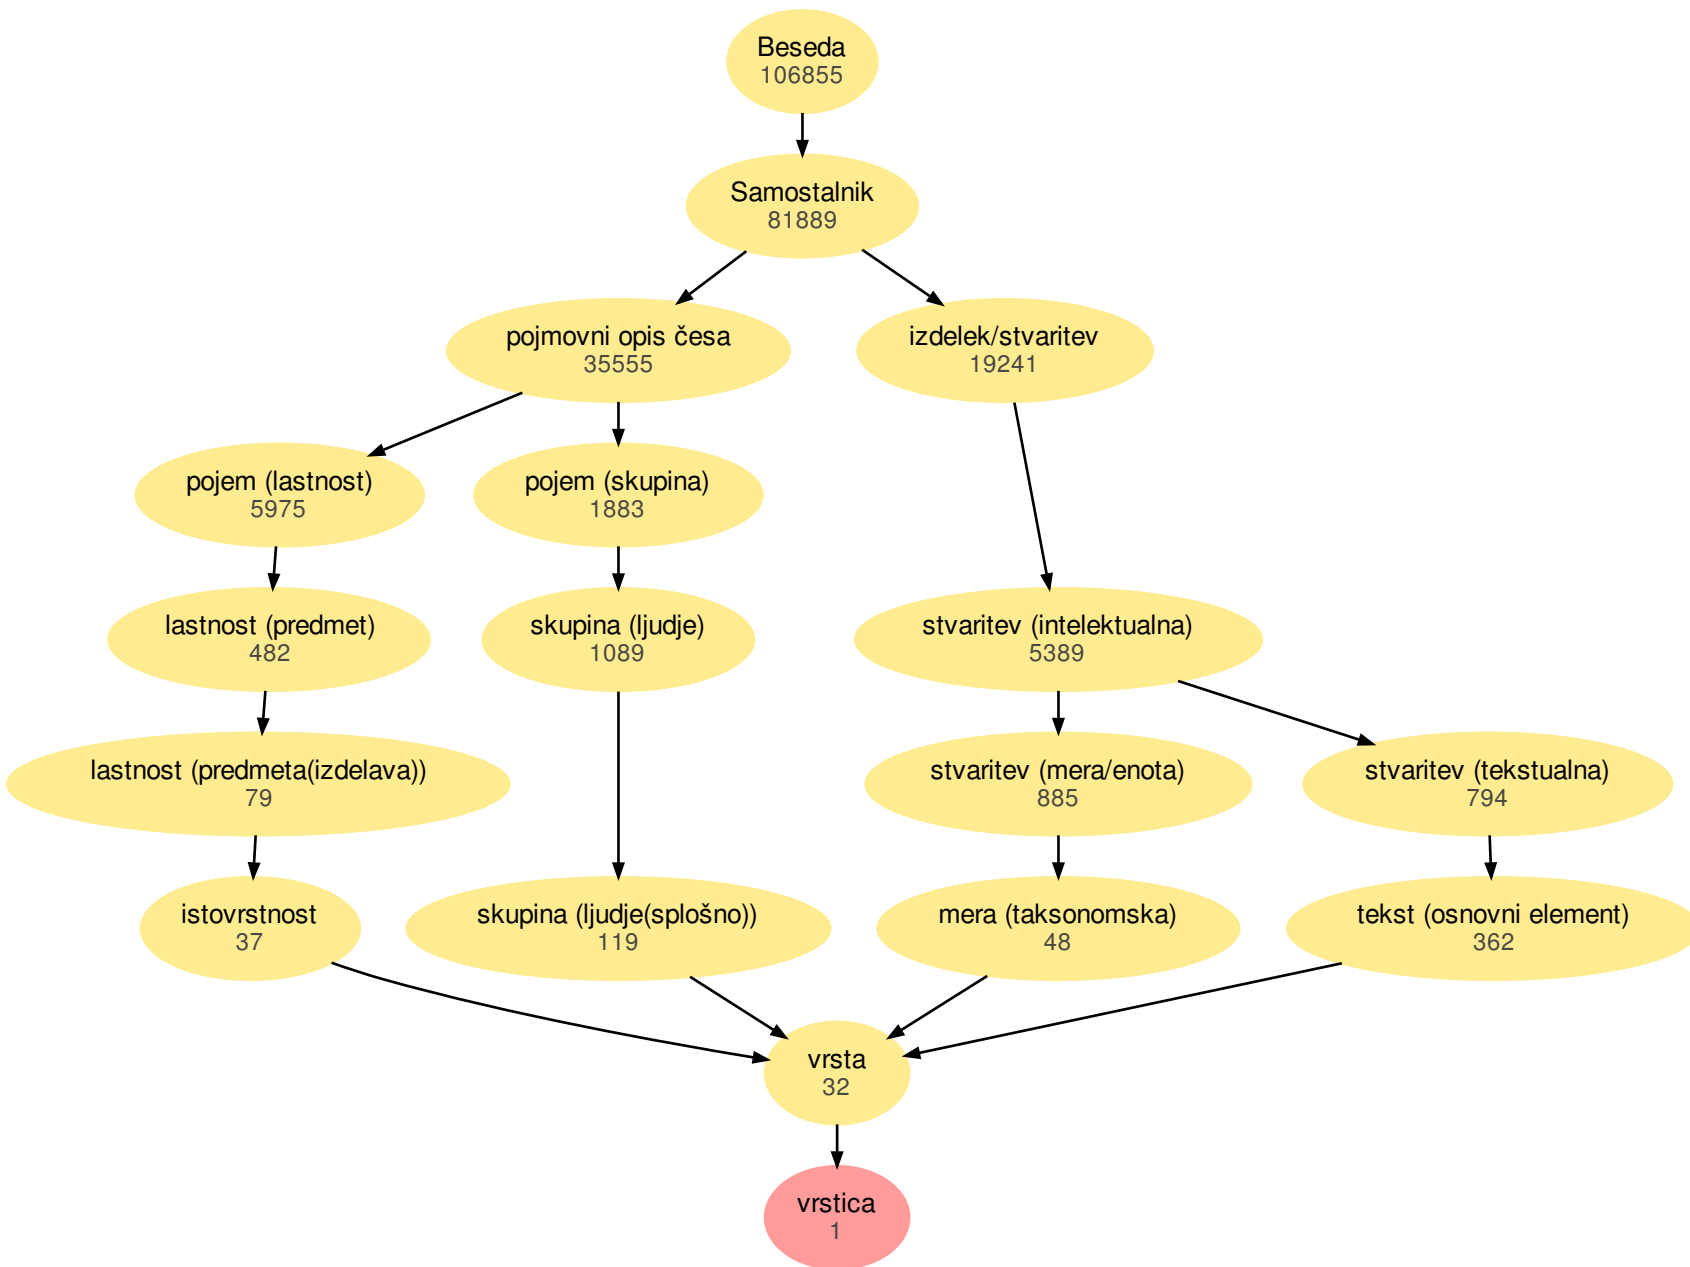 Beseda
106855
Samostalnik
81889
pojmovni opis česa
35555
izdelek/stvaritev
19241
pojem (lastnost)
5975
pojem (skupina)
1883
lastnost (predmet)
482
skupina (ljudje)
1089
stvaritev (intelektualna)
5389
lastnost (predmeta(izdelava))
79
stvaritev (mera/enota)
885
stvaritev (tekstualna)
794
istovrstnost
37
skupina (ljudje(splošno))
119
mera (taksonomska)
48
tekst (osnovni element)
362
vrsta
32
vrstica
1